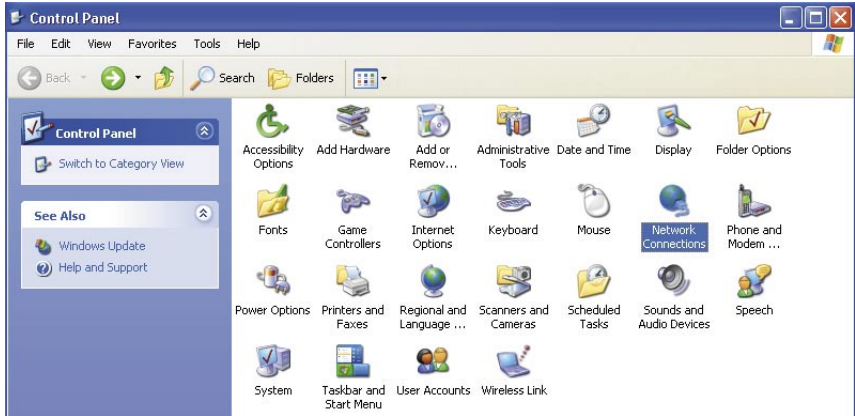 Control Panel
File Edit View Favorites Tools Help
Back Search Folders
Control Panel
Switch to Category View
See Also
Windows Update
Help and Support
Accessibility Options
Add Hardware
Add or Remov...
Administrative Tools
Date and Time
Display
Folder Options
Fonts
Game Controllers
Internet Options
Keyboard
Mouse
Network Connections
Phone and Modem ...
Power Options
Printers and Faxes
Regional and Language ...
Scanners and Cameras
Scheduled Tasks
Sounds and Audio Devices
Speech
System
Taskbar and Start Menu
User Accounts
Wireless Link